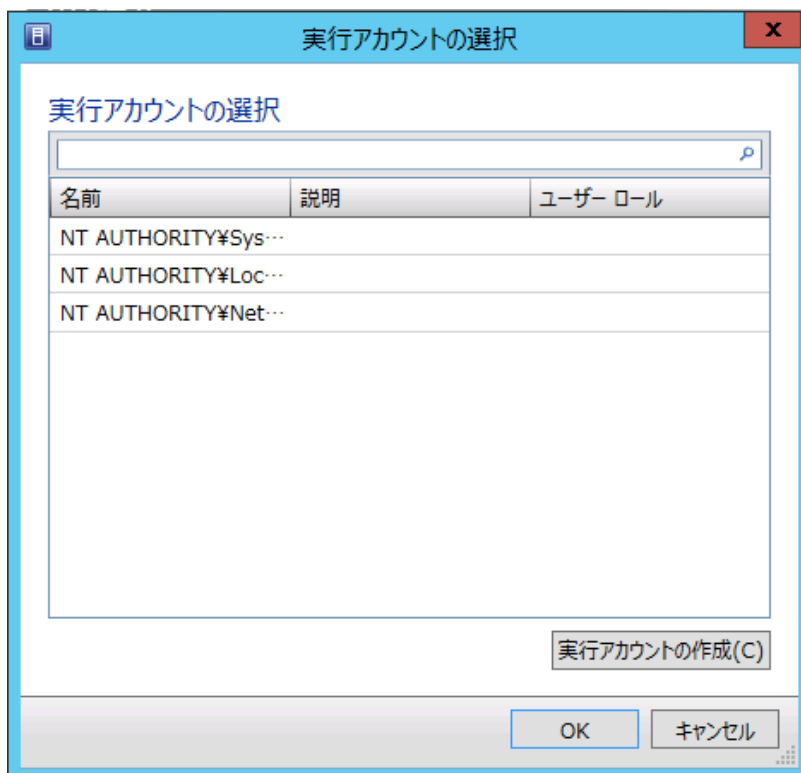 実行アカウントの選択
x
実行アカウントの選択
名前 説明 ユーザー ロール
NT AUTHORITY¥Sys…
NT AUTHORITY¥Loc…
NT AUTHORITY¥Net…
実行アカウントの作成(C)
OK キャンセル